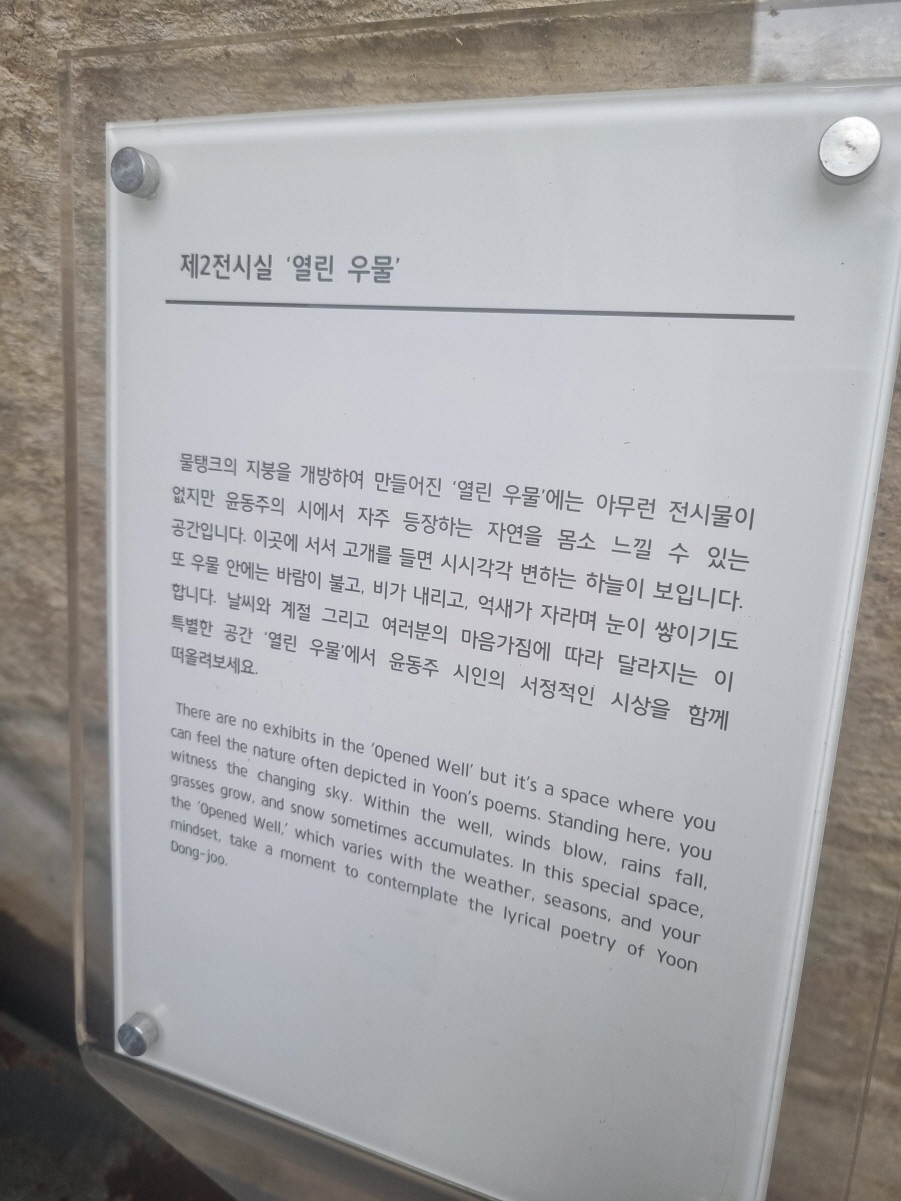 제2전시실 '열린 우물'
물탱크의 지붕을 개방하여 만들어진 '열린 우물'에는 아무런 전시물이
없지만 윤동주의 시에서 자주 등장하는 자연을 몸소 느낄 수 있는
공간입니다. 이곳에 서서 고개를 들면 시시각각 변하는 하늘이 보입니다.
또 우물 안에는 바람이 불고, 비가 내리고, 억새가 자라며 눈이 쌓이기도
합니다. 날씨와 계절 그리고 여러분의 마음가짐에 따라 달라지는 이
특별한 공간 '열린 우물'에서 윤동주 시인의 서정적인 시상을 함께
떠올려보세요.
There are no exhibits in the 'Opened Well' but it's a space where you
can feel the nature often depicted in Yoon's poems. Standing here, you
witness the changing sky. Within the well, winds blow, rains fall,
grasses grow, and snow sometimes accumulates. In this special space,
the 'Opened Well,' which varies with the weather, seasons, and your
mindset, take a moment to contemplate the lyrical poetry of Yoon
Dong-joo.